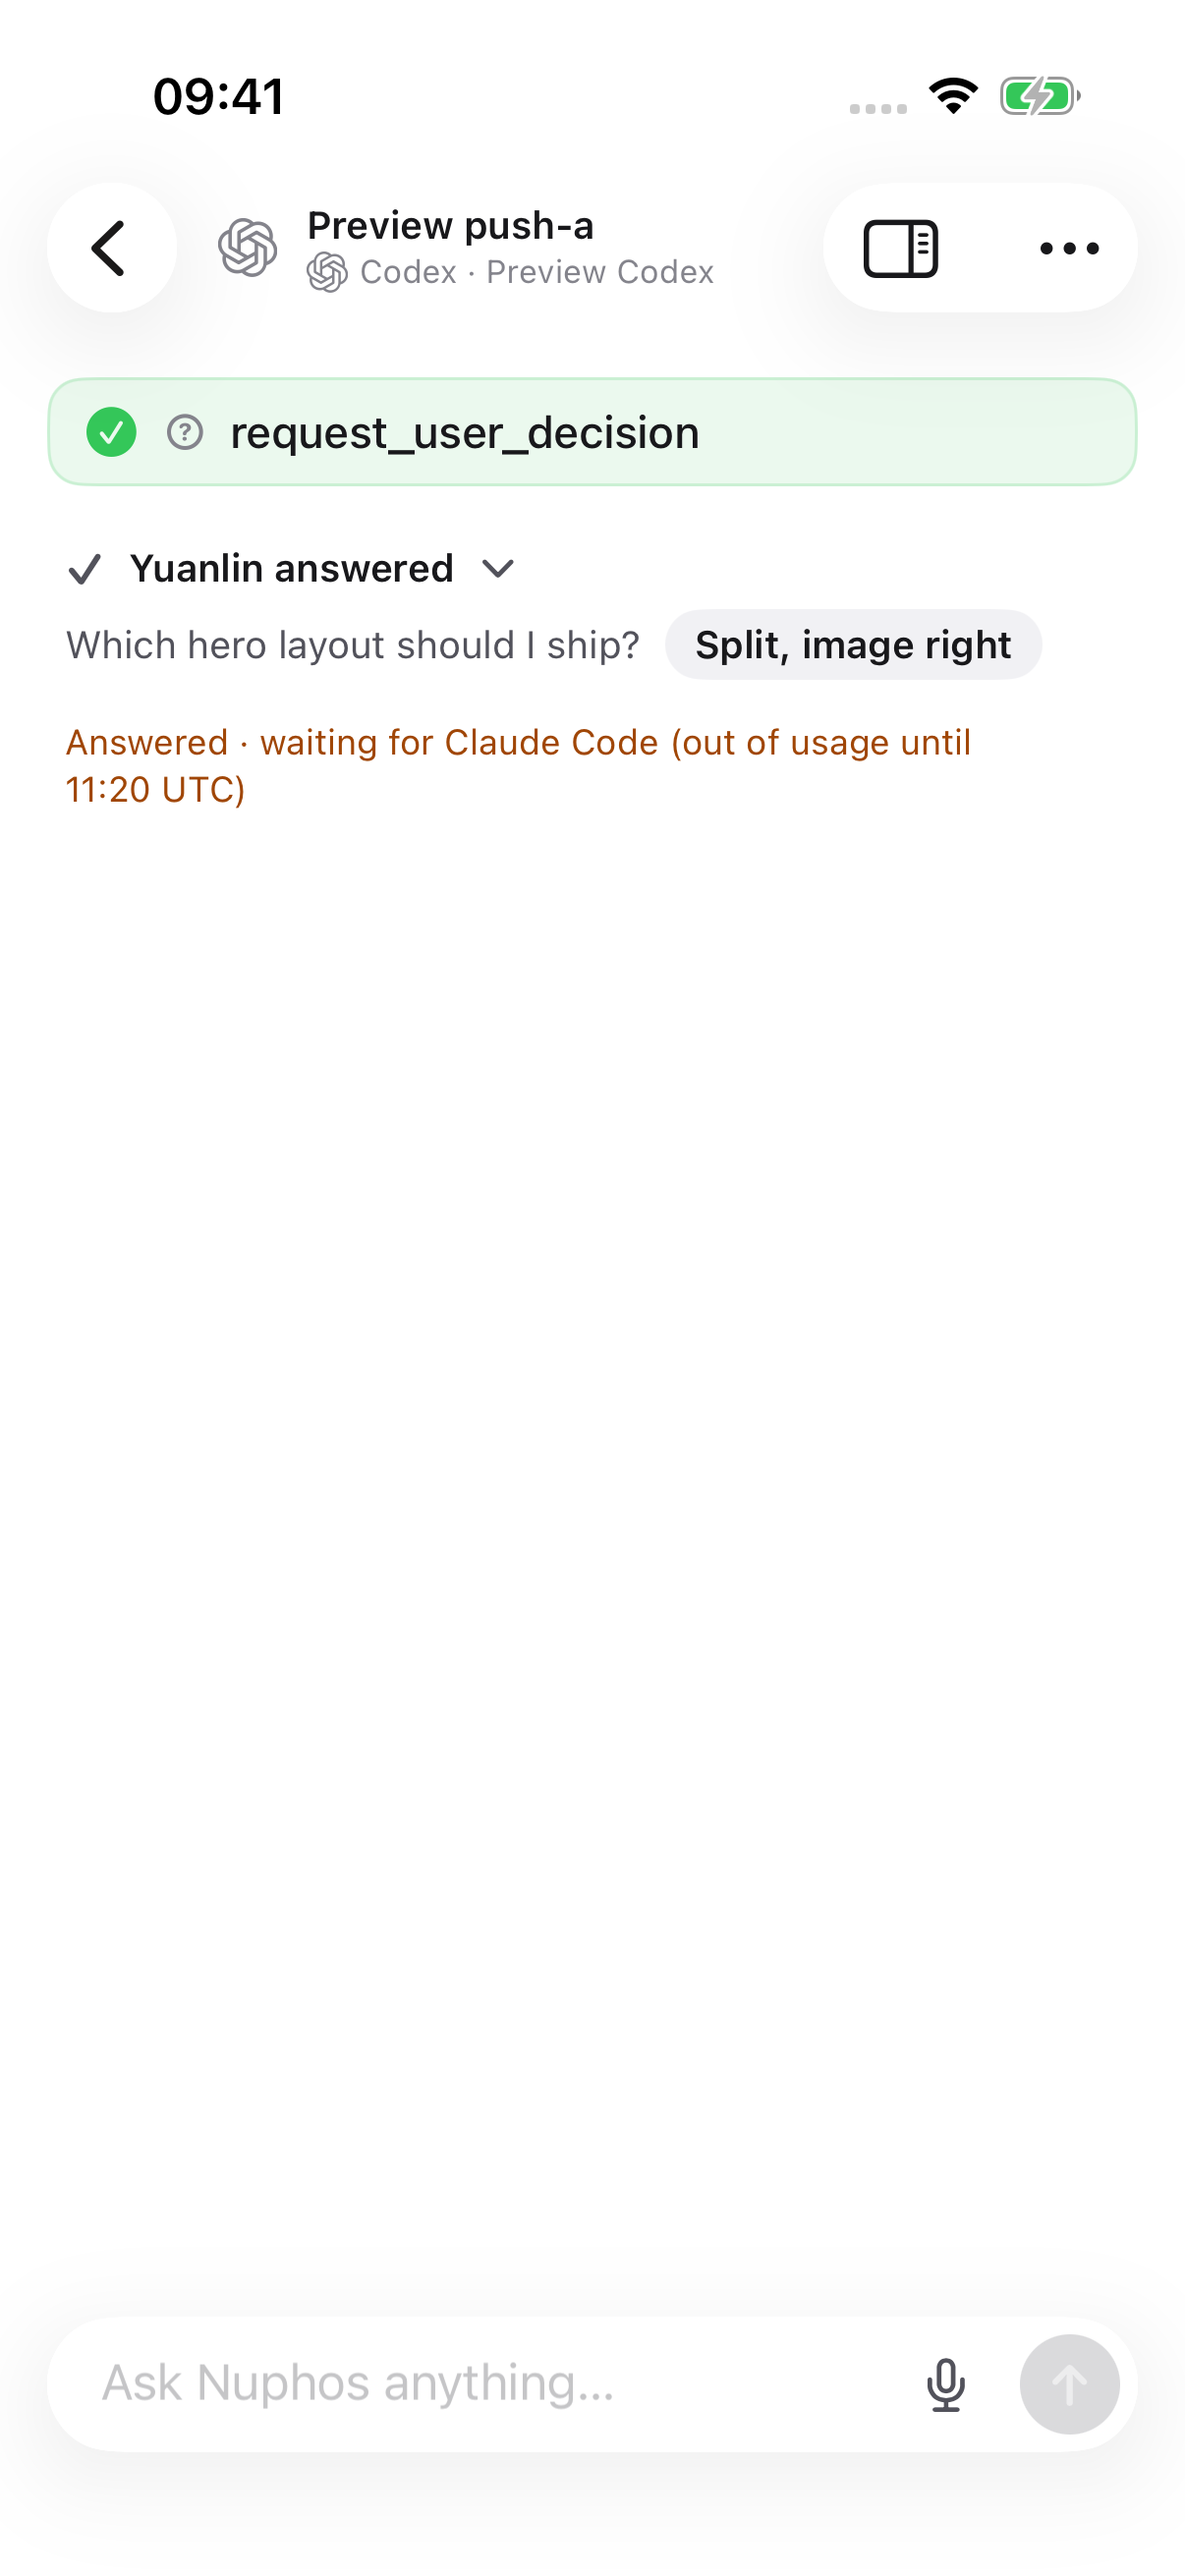 09:41
Preview push-a
Codex · Preview Codex
request_user_decision
Yuanlin answered
Which hero layout should I ship? Split, image right
Answered · waiting for Claude Code (out of usage until
11:20 UTC)
Ask Nuphos anything...